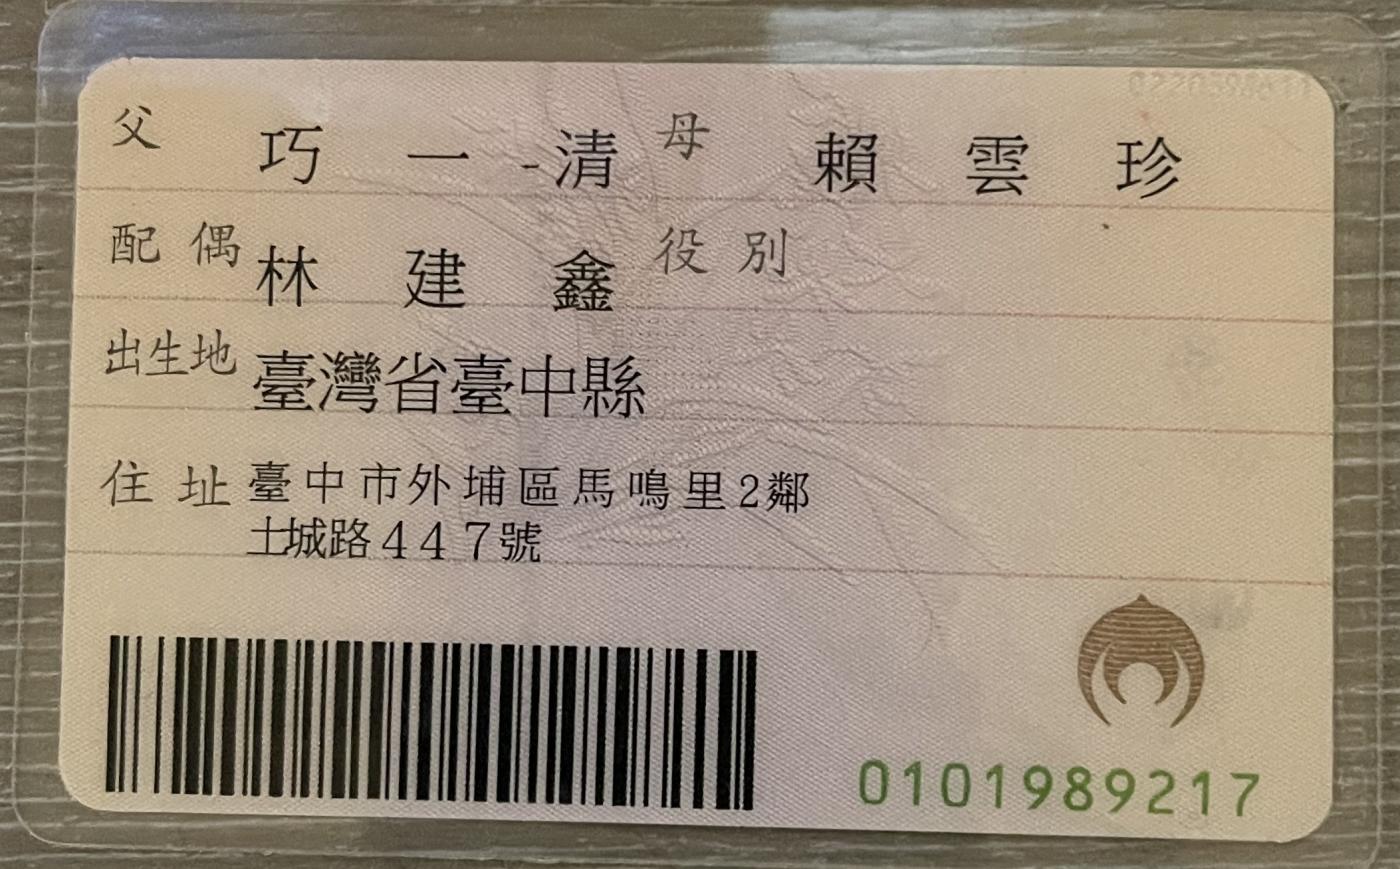 父 巧一清 母 賴雲珍
配偶 林建鑫 役別
出生地 臺灣省臺中縣
住址 臺中市外埔區馬鳴里2鄰
土城路447號
0101989217